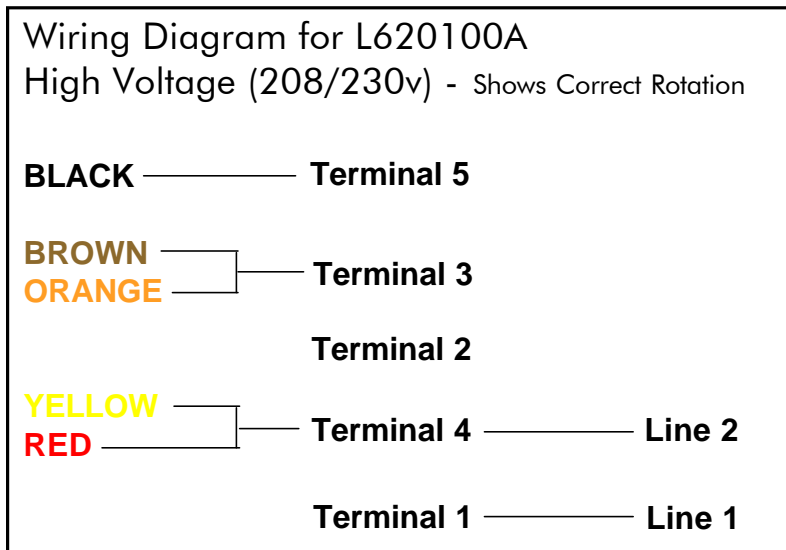 Wiring Diagram for L620100A
High Voltage (208/230v) - Shows Correct Rotation
BLACK Terminal 5
BROWN
ORANGE
Terminal 3
Terminal 2
YELLOW
RED
Terminal 4 Line 2
Terminal 1 Line 1